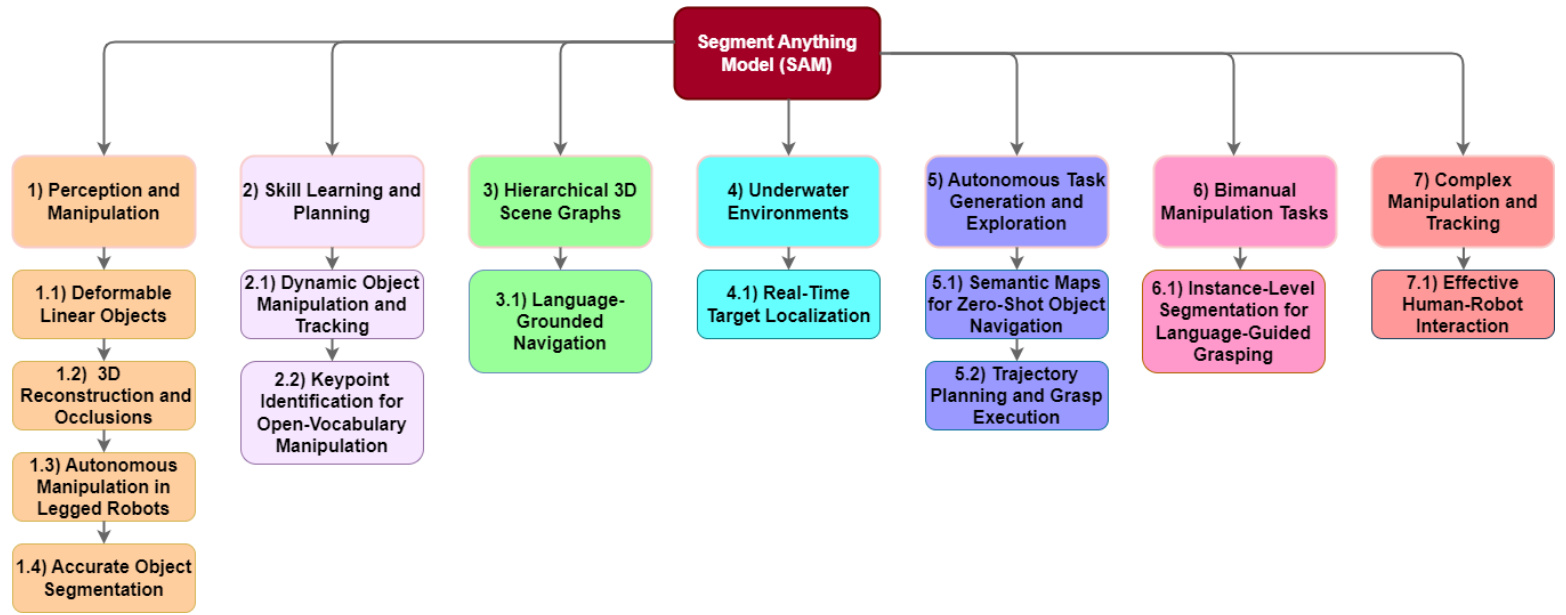 Segment Anything
Model (SAM)
1) Perception and
Manipulation
2) Skill Learning and
Planning
3) Hierarchical 3D
Scene Graphs
4) Underwater
Environments
5) Autonomous Task
Generation and
Exploration
6) Bimanual
Manipulation Tasks
7) Complex
Manipulation and
Tracking
1.1) Deformable
Linear Objects
1.2) 3D
Reconstruction and
Occlusions
1.3) Autonomous
Manipulation in
Legged Robots
1.4) Accurate Object
Segmentation
2.1) Dynamic Object
Manipulation and
Tracking
2.2) Keypoint
Identification for
Open-Vocabulary
Manipulation
3.1) Language-
Grounded
Navigation
4.1) Real-Time
Target Localization
5.1) Semantic Maps
for Zero-Shot Object
Navigation
5.2) Trajectory
Planning and Grasp
Execution
6.1) Instance-Level
Segmentation for
Language-Guided
Grasping
7.1) Effective
Human-Robot
Interaction